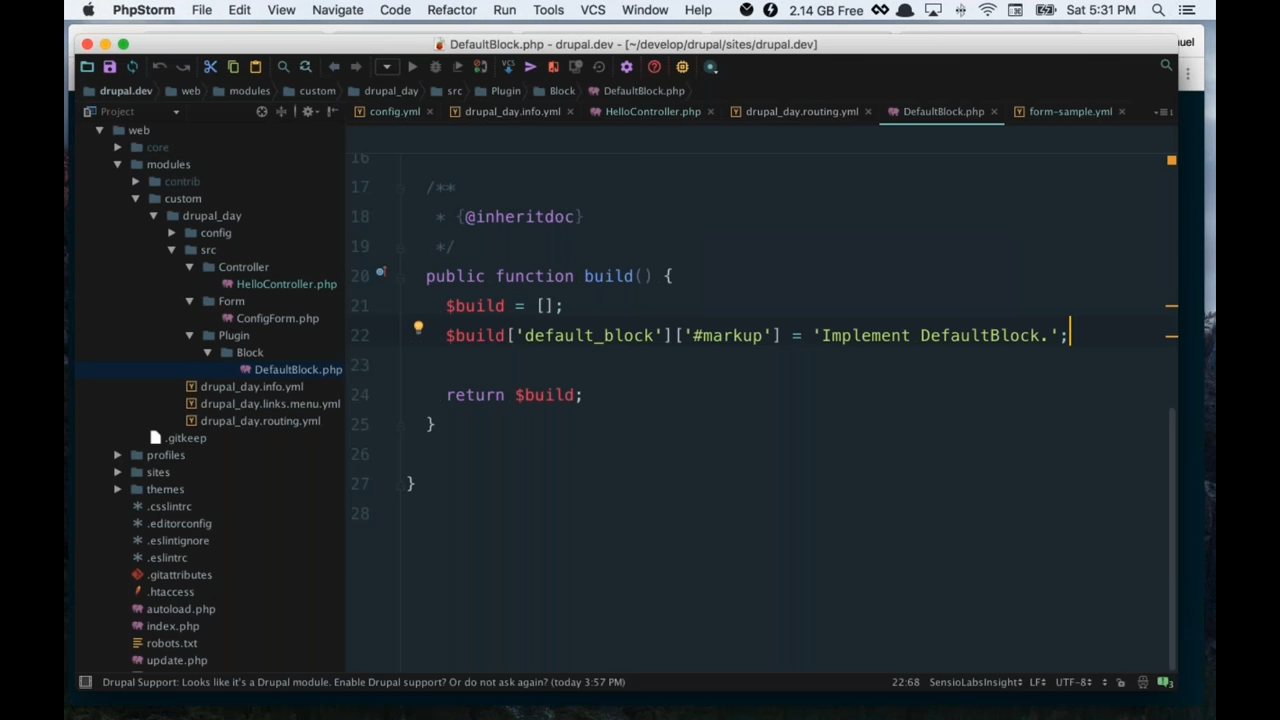 PhpStorm File Edit View Navigate Code Refactor Run Tools VCS Window Help 2.14 GB Free Sat 5:31 PM
DefaultBlock.php - drupal.dev - [~/develop/drupal/sites/drupal.dev]
uel
drupal.dev web modules custom drupal_day src Plugin Block DefaultBlock.php
Project
config.yml drupal_day.info.yml HelloController.php drupal_day.routing.yml DefaultBlock.php form-sample.yml
web
core
modules
contrib
custom
drupal_day
config
src
Controller
HelloController.php
Form
ConfigForm.php
Plugin
Block
DefaultBlock.php
drupal_day.info.yml
drupal_day.links.menu.yml
drupal_day.routing.yml
.gitkeep
profiles
sites
themes
.csslintrc
.editorconfig
.eslintignore
.eslintrc
.gitattributes
.htaccess
autoload.php
index.php
robots.txt
update.php
16
17 /**
18 * {@inheritdoc}
19 */
20 public function build() {
21 $build = [];
22 $build['default_block']['#markup'] = 'Implement DefaultBlock.';
23
24 return $build;
25 }
26
27 }
28
Drupal Support: Looks like it's a Drupal module. Enable Drupal support? Or do not ask again? (today 3:57 PM) 22:68 SensioLabsInsight LF UTF-8 3